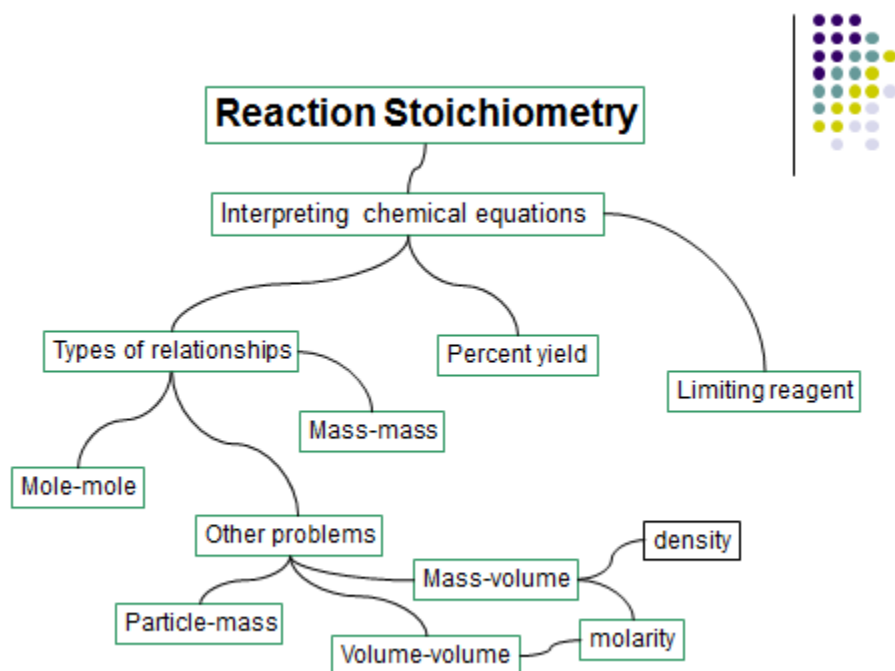 Reaction Stoichiometry
Interpreting chemical equations
Types of relationships
Percent yield
Limiting reagent
Mass-mass
Mole-mole
Other problems
density
Mass-volume
Particle-mass
molarity
Volume-volume